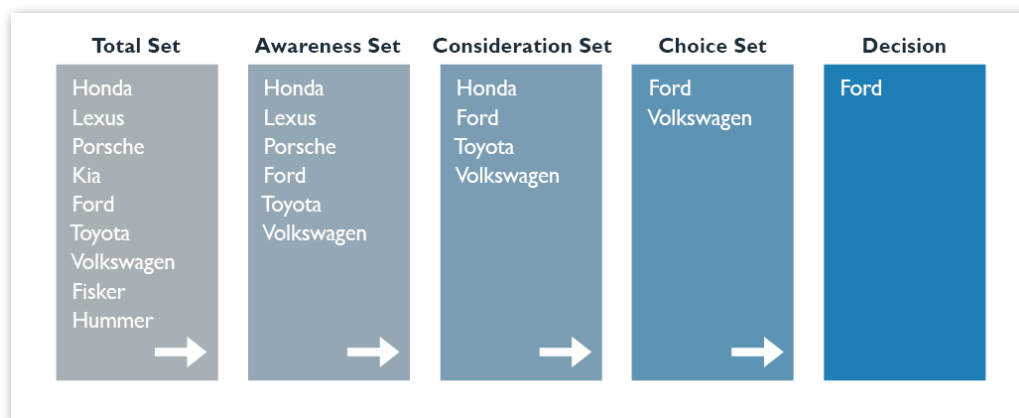 Total Set
Honda
Lexus
Porsche
Kia
Ford
Toyota
Volkswagen
Fisker
Hummer
Awareness Set
Honda
Lexus
Porsche
Ford
Toyota
Volkswagen
Consideration Set
Honda
Ford
Toyota
Volkswagen
Choice Set
Ford
Volkswagen
Decision
Ford